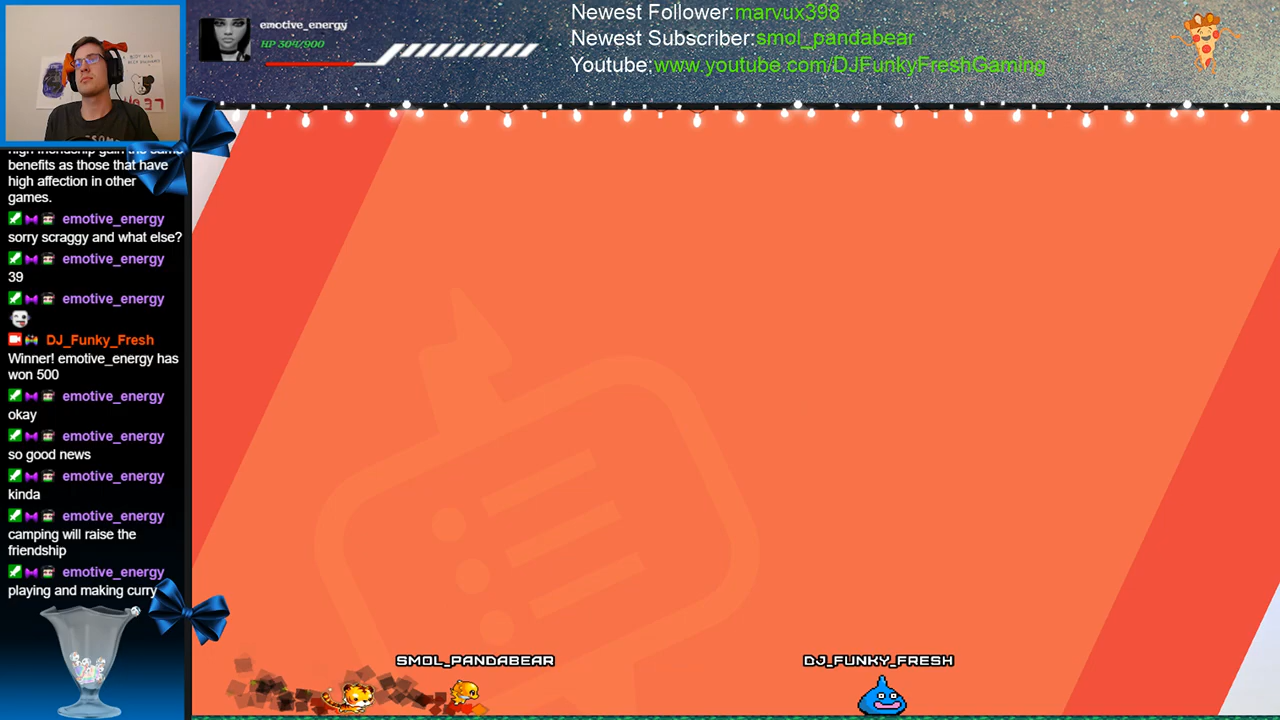 emotive_energy
HP 304/900
Newest Follower:marvux398
Newest Subscriber:smol_pandabear
Youtube;www.youtube.com/DJFunkyFreshGaming
benefits as those that have
high affection in other
games.
emotive_energy
sorry scraggy and what else?
emotive_energy
39
emotive_energy
DJ_Funky_Fresh
Winner! emotive_energy has
won 500
emotive_energy
okay
emotive_energy
so good news
emotive_energy
kinda
emotive_energy
camping will raise the
friendship
emotive_energy
playing and making curry
SMOL_PANDABEAR
DJ_FUNKY_FRESH